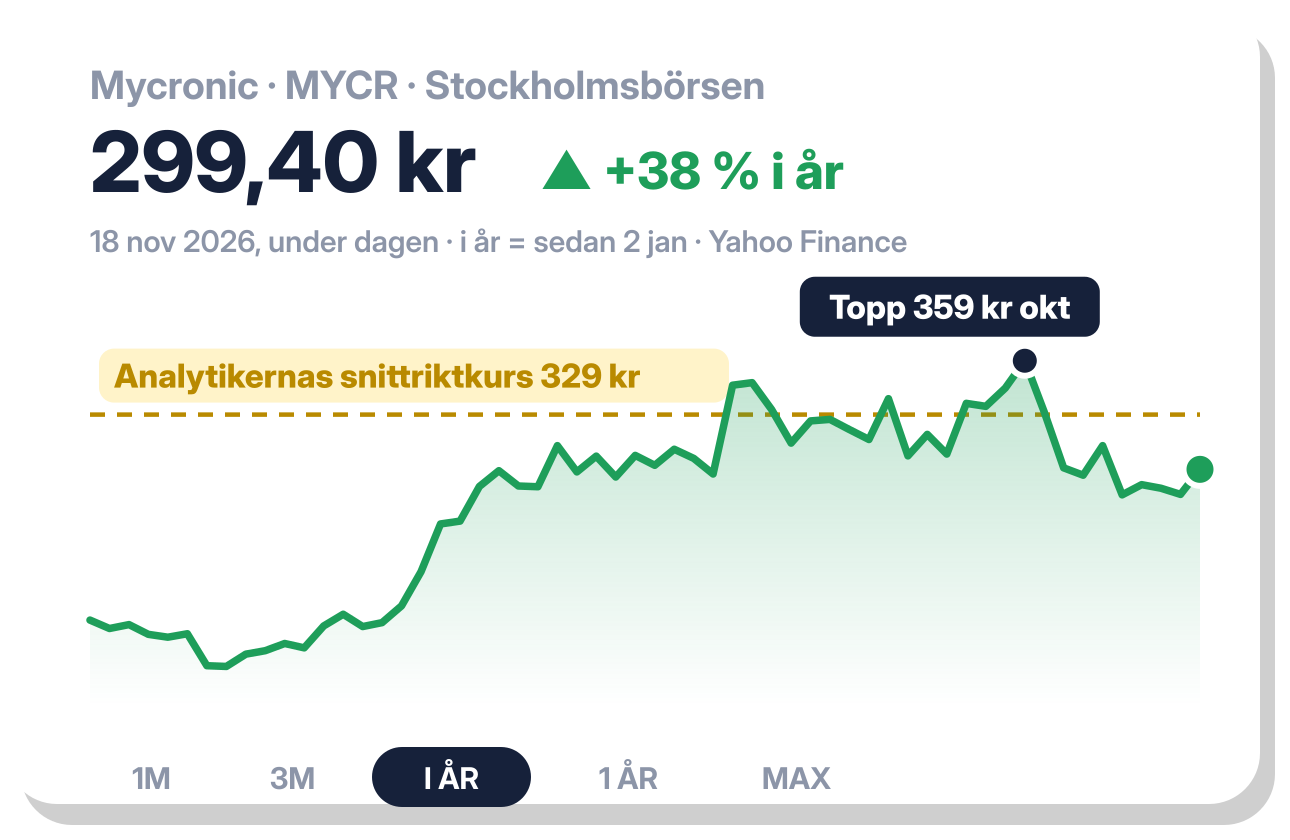 Mycronic · MYCR · Stockholmsbörsen
299,40 kr ▲ +38 % i år
18 nov 2026, under dagen · i år = sedan 2 jan · Yahoo Finance
Topp 359 kr okt
Analytikernas snittriktkurs 329 kr
1M 3M I ÅR 1 ÅR MAX